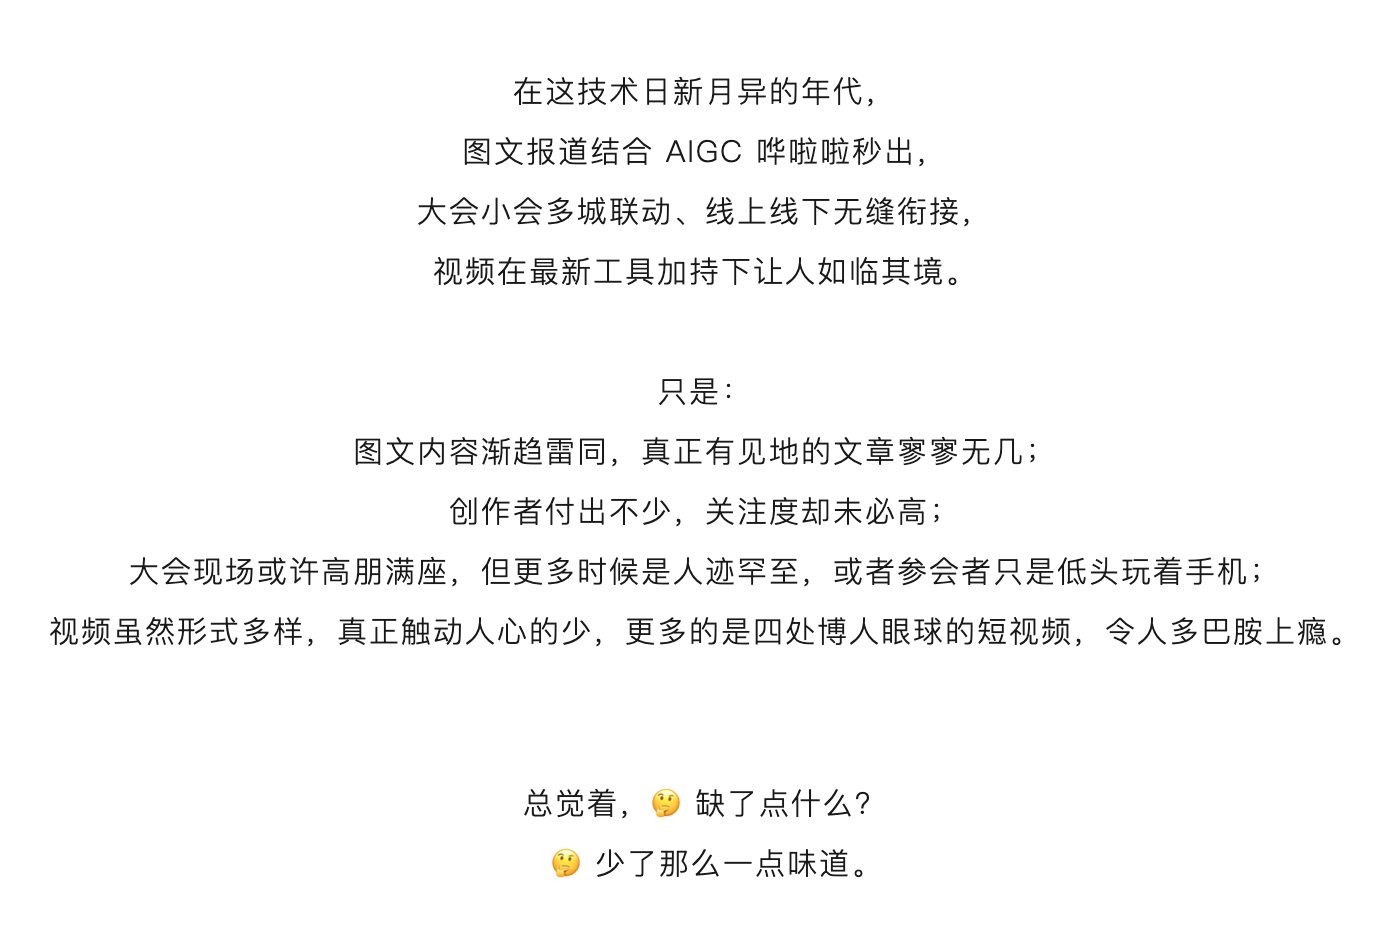 在这技术日新月异的年代，
图文报道结合 AIGC 哗啦啦秒出，
大会小会多城联动、线上线下无缝衔接，
视频在最新工具加持下让人如临其境。
只是：
图文内容渐趋雷同，真正有见地的文章寥寥无几；
创作者付出不少，关注度却未必高；
大会现场或许高朋满座，但更多时候是人迹罕至，或者参会者只是低头玩着手机；
视频虽然形式多样，真正触动人心的少，更多的是四处博人眼球的短视频，令人多巴胺上瘾。
总觉着，🤔 缺了点什么？
🤔 少了那么一点味道。